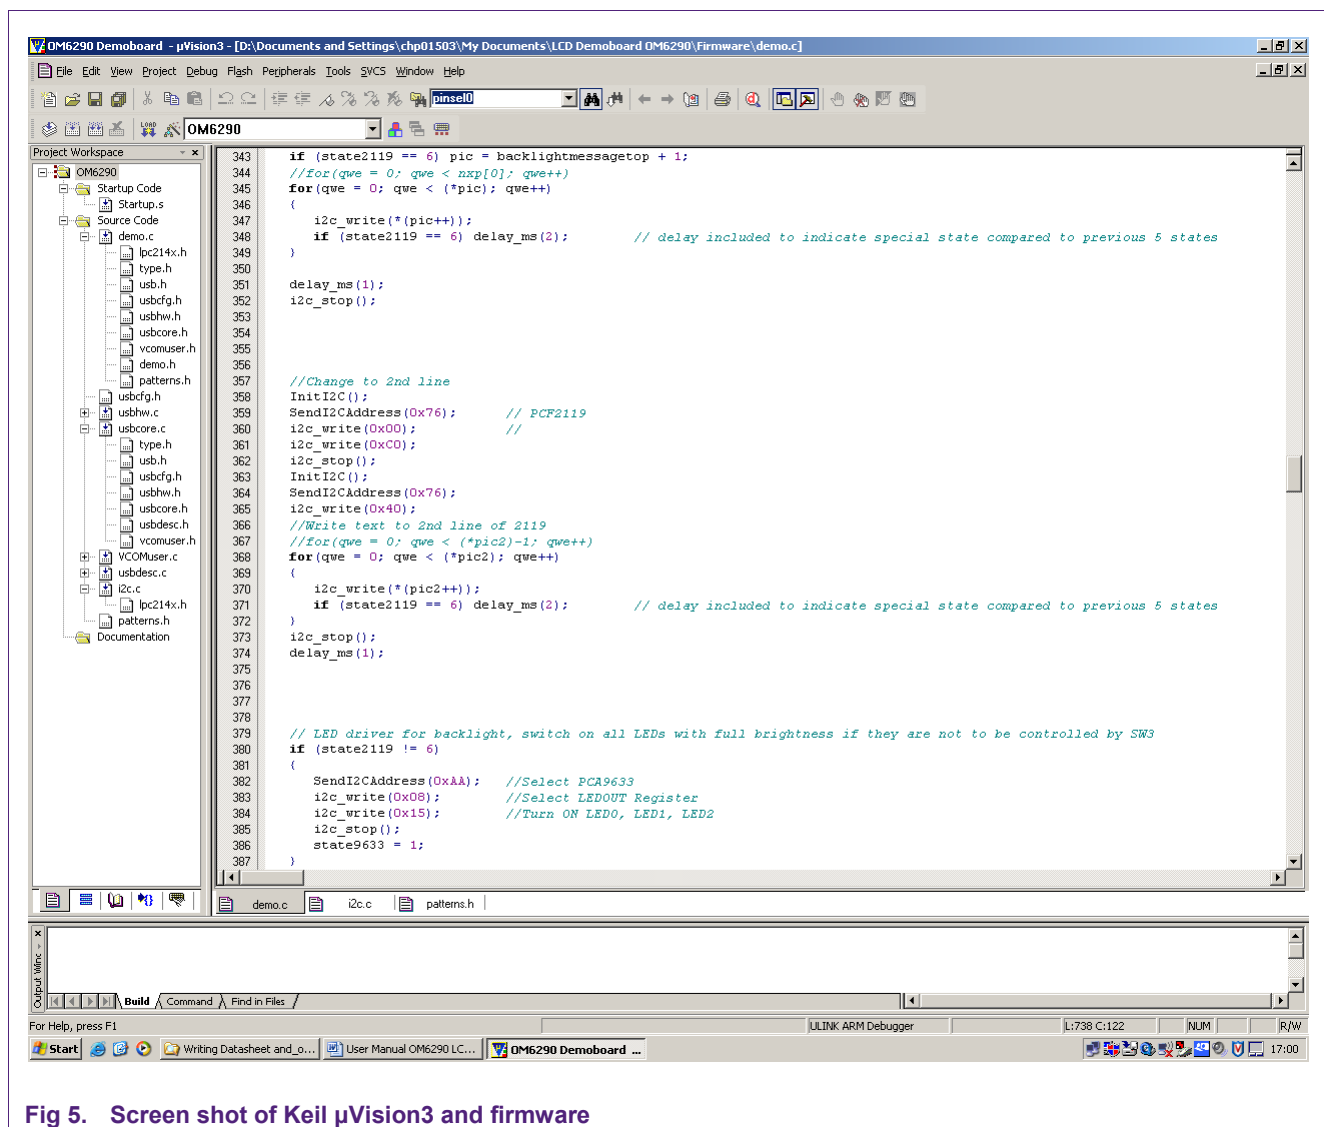 OM6290 Demoboard - µVision3 - [D:\Documents and Settings\chp01503\My Documents\LCD Demoboard OM6290\Firmware\demo.c]
File Edit View Project Debug Flash Peripherals Tools SVCS Window Help
pinsel0
LOAD OM6290
Project Workspace
OM6290
Startup Code
Startup.s
Source Code
demo.c
lpc214x.h
type.h
usb.h
usbcfg.h
usbhw.h
usbcore.h
vcomuser.h
demo.h
patterns.h
usbcfg.h
usbhw.c
usbcore.c
type.h
usb.h
usbcfg.h
usbhw.h
usbcore.h
usbdesc.h
vcomuser.h
VCOMuser.c
usbdesc.c
i2c.c
lpc214x.h
patterns.h
Documentation
343 if (state2119 == 6) pic = backlightmessagetop + 1;
344 //for(qwe = 0; qwe < nxp[0]; qwe++)
345 for(qwe = 0; qwe < (*pic); qwe++)
346 {
347 i2c_write(*(pic++));
348 if (state2119 == 6) delay_ms(2); // delay included to indicate special state compared to previous 5 states
349 }
350
351 delay_ms(1);
352 i2c_stop();
353
354
355
356
357 //Change to 2nd line
358 InitI2C();
359 SendI2CAddress(0x76); // PCF2119
360 i2c_write(0x00); //
361 i2c_write(0xC0);
362 i2c_stop();
363 InitI2C();
364 SendI2CAddress(0x76);
365 i2c_write(0x40);
366 //Write text to 2nd line of 2119
367 //for(qwe = 0; qwe < (*pic2)-1; qwe++)
368 for(qwe = 0; qwe < (*pic2); qwe++)
369 {
370 i2c_write(*(pic2++));
371 if (state2119 == 6) delay_ms(2); // delay included to indicate special state compared to previous 5 states
372 }
373 i2c_stop();
374 delay_ms(1);
375
376
377
378
379 // LED driver for backlight, switch on all LEDs with full brightness if they are not to be controlled by SW3
380 if (state2119 != 6)
381 {
382 SendI2CAddress(0xAA); //Select PCA9633
383 i2c_write(0x08); //Select LEDOUT Register
384 i2c_write(0x15); //Turn ON LED0, LED1, LED2
385 i2c_stop();
386 state9633 = 1;
387 }
demo.c i2c.c patterns.h
Output Winc
Build Command Find in Files
For Help, press F1 ULINK ARM Debugger L:738 C:122 NUM R/W
Start Writing Datasheet and_o... User Manual OM6290 LC... OM6290 Demoboard ... 17:00
Fig 5. Screen shot of Keil µVision3 and firmware